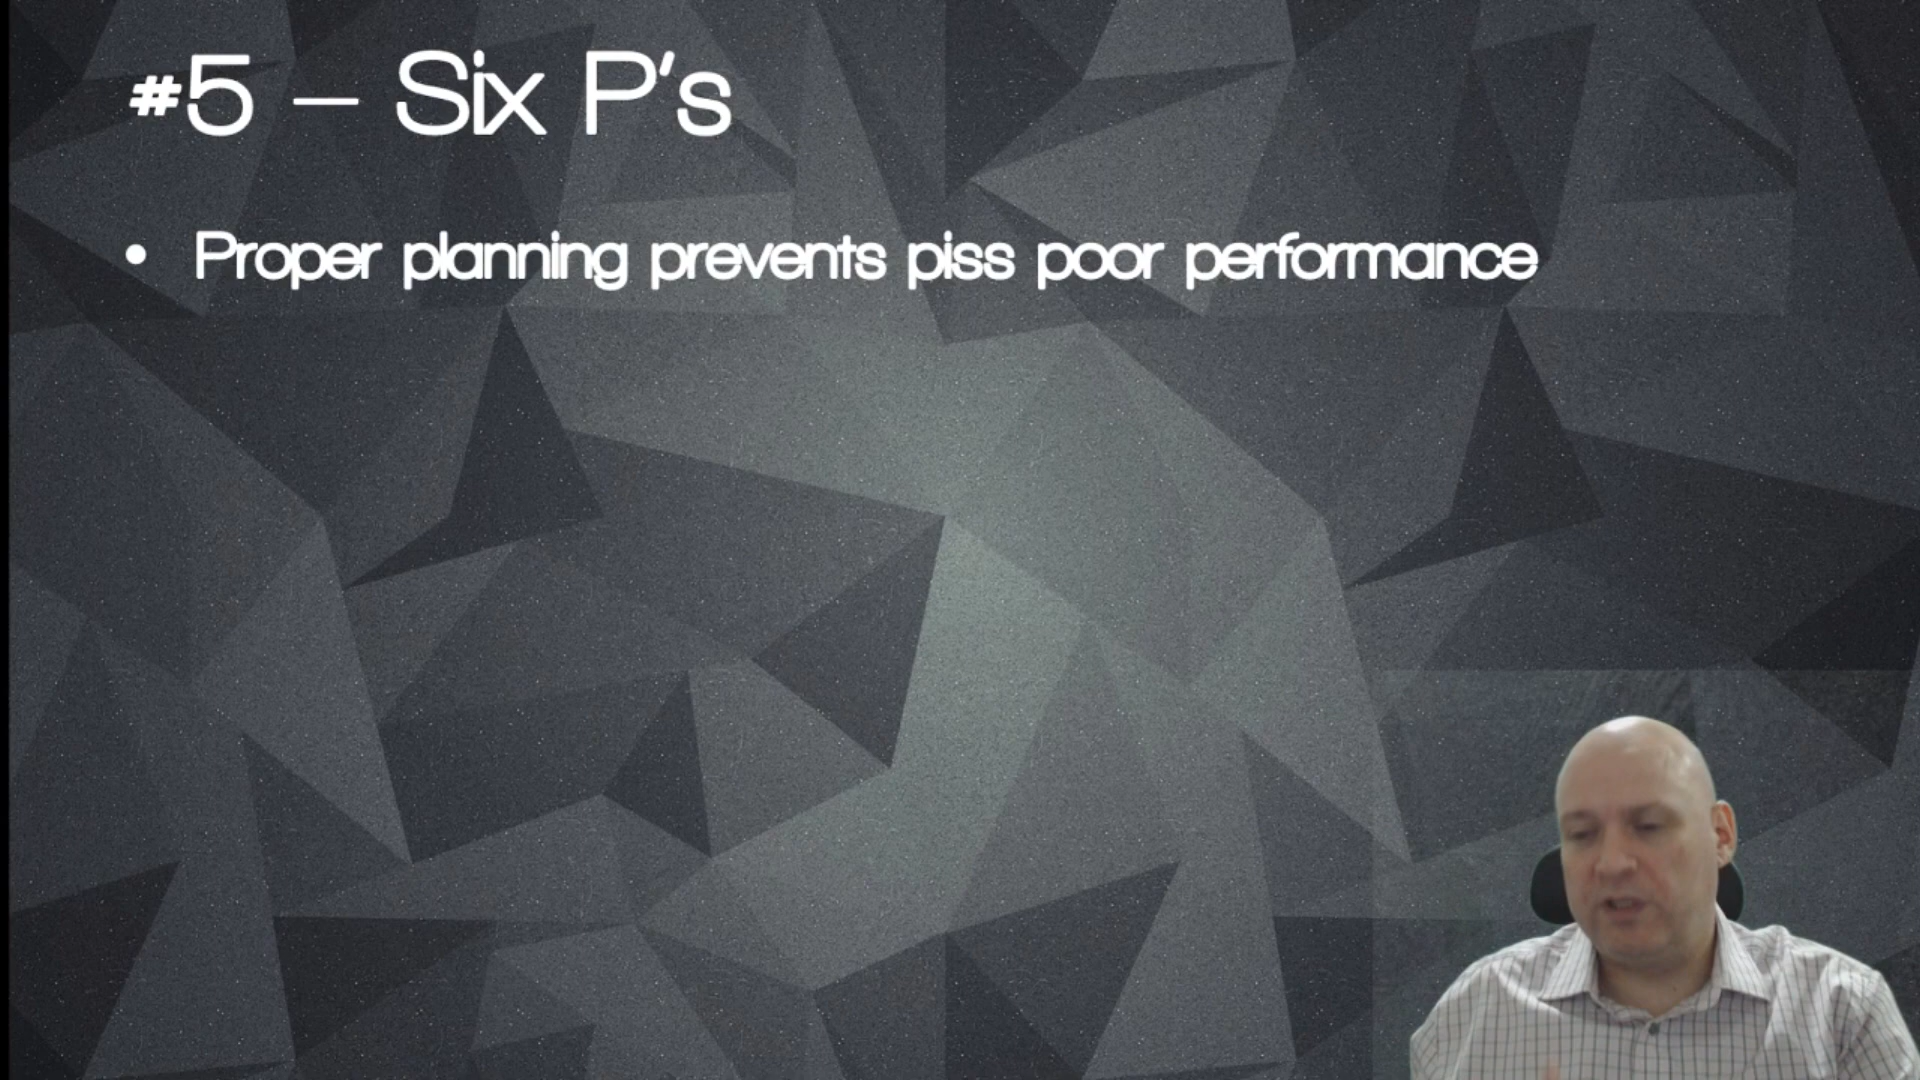 #5 – Six P's
• Proper planning prevents piss poor performance